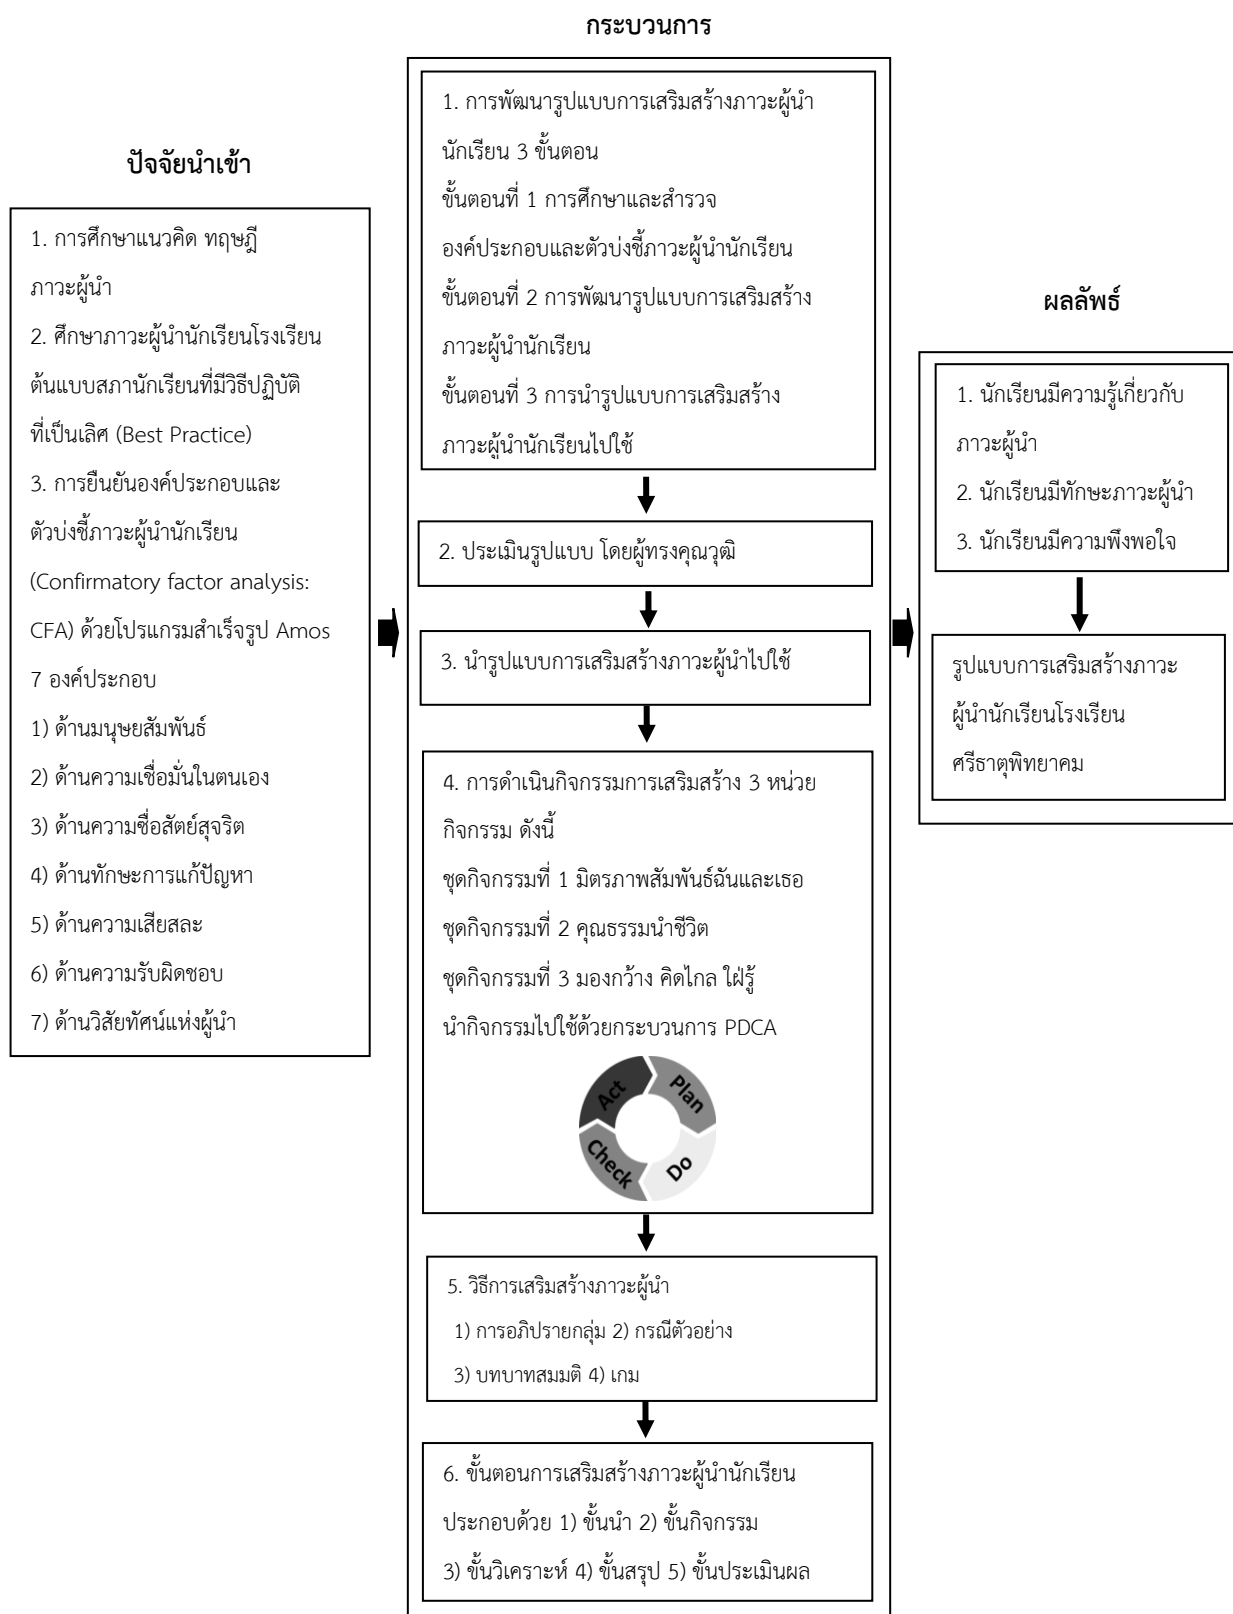 ปัจจัยนำเข้า
1. การศึกษาแนวคิด ทฤษฎี
ภาวะผู้นำ
2. ศึกษาภาวะผู้นำนักเรียนโรงเรียน
ต้นแบบสภานักเรียนที่มีวิธีปฏิบัติ
ที่เป็นเลิศ (Best Practice)
3. การยืนยันองค์ประกอบและ
ตัวบ่งชี้ภาวะผู้นำนักเรียน
(Confirmatory factor analysis:
CFA) ด้วยโปรแกรมสำเร็จรูป Amos
7 องค์ประกอบ
1) ด้านมนุษยสัมพันธ์
2) ด้านความเชื่อมั่นในตนเอง
3) ด้านความซื่อสัตย์สุจริต
4) ด้านทักษะการแก้ปัญหา
5) ด้านความเสียสละ
6) ด้านความรับผิดชอบ
7) ด้านวิสัยทัศน์แห่งผู้นำ
กระบวนการ
1. การพัฒนารูปแบบการเสริมสร้างภาวะผู้นำ
นักเรียน 3 ขั้นตอน
ขั้นตอนที่ 1 การศึกษาและสำรวจ
องค์ประกอบและตัวบ่งชี้ภาวะผู้นำนักเรียน
ขั้นตอนที่ 2 การพัฒนารูปแบบการเสริมสร้าง
ภาวะผู้นำนักเรียน
ขั้นตอนที่ 3 การนำรูปแบบการเสริมสร้าง
ภาวะผู้นำนักเรียนไปใช้
2. ประเมินรูปแบบ โดยผู้ทรงคุณวุฒิ
3. นำรูปแบบการเสริมสร้างภาวะผู้นำไปใช้
4. การดำเนินกิจกรรมการเสริมสร้าง 3 หน่วย
กิจกรรม ดังนี้
ชุดกิจกรรมที่ 1 มิตรภาพสัมพันธ์ฉันและเธอ
ชุดกิจกรรมที่ 2 คุณธรรมนำชีวิต
ชุดกิจกรรมที่ 3 มองกว้าง คิดไกล ใฝ่รู้
นำกิจกรรมไปใช้ด้วยกระบวนการ PDCA
Act
Plan
Check
Do
5. วิธีการเสริมสร้างภาวะผู้นำ
1) การอภิปรายกลุ่ม 2) กรณีตัวอย่าง
3) บทบาทสมมติ 4) เกม
6. ขั้นตอนการเสริมสร้างภาวะผู้นำนักเรียน
ประกอบด้วย 1) ขั้นนำ 2) ขั้นกิจกรรม
3) ขั้นวิเคราะห์ 4) ขั้นสรุป 5) ขั้นประเมินผล
ผลลัพธ์
1. นักเรียนมีความรู้เกี่ยวกับ
ภาวะผู้นำ
2. นักเรียนมีทักษะภาวะผู้นำ
3. นักเรียนมีความพึงพอใจ
รูปแบบการเสริมสร้างภาวะ
ผู้นำนักเรียนโรงเรียน
ศรีธาตุพิทยาคม